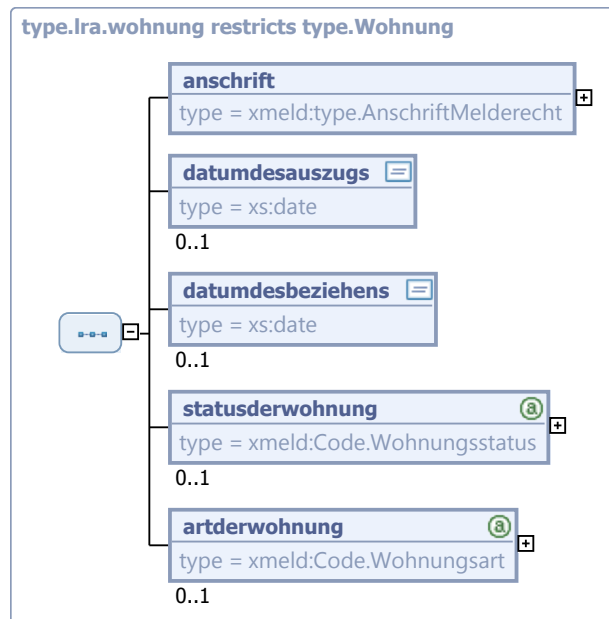 type.lra.wohnung restricts type.Wohnung
anschrift
type = xmeld:type.AnschriftMelderecht
datumdesauszugs
type = xs:date
0..1
datumdesbeziehens
type = xs:date
0..1
statusderwohnung
type = xmeld:Code.Wohnungsstatus
0..1
artderwohnung
type = xmeld:Code.Wohnungsart
0..1